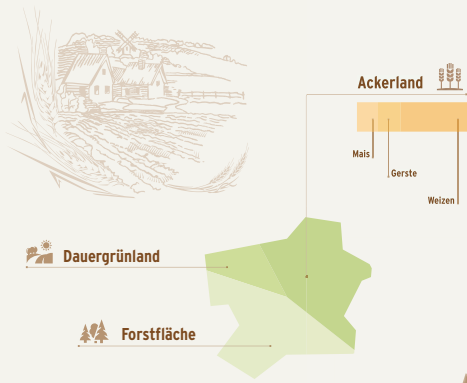 Ackerland
Mais
Gerste
Weizen
Dauergrünland
Forstfläche